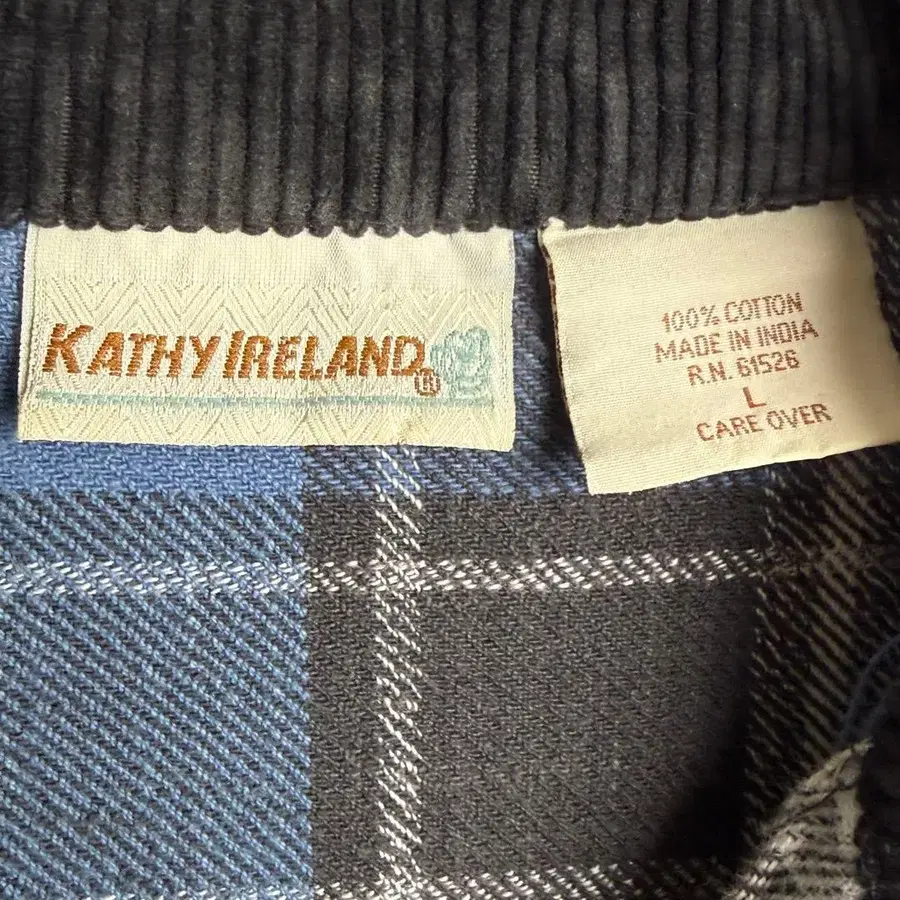 KATHY IRELAND®
100% COTTON
MADE IN INDIA
R.N. 61526
L
CARE OVER